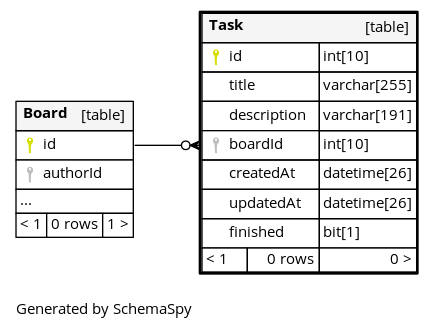 Task [table]
id int[10]
title varchar[255]
description varchar[191]
boardId int[10]
createdAt datetime[26]
updatedAt datetime[26]
finished bit[1]
< 1 0 rows 0 >
Board [table]
id
authorId
...
< 1 0 rows 1 >
Generated by SchemaSpy